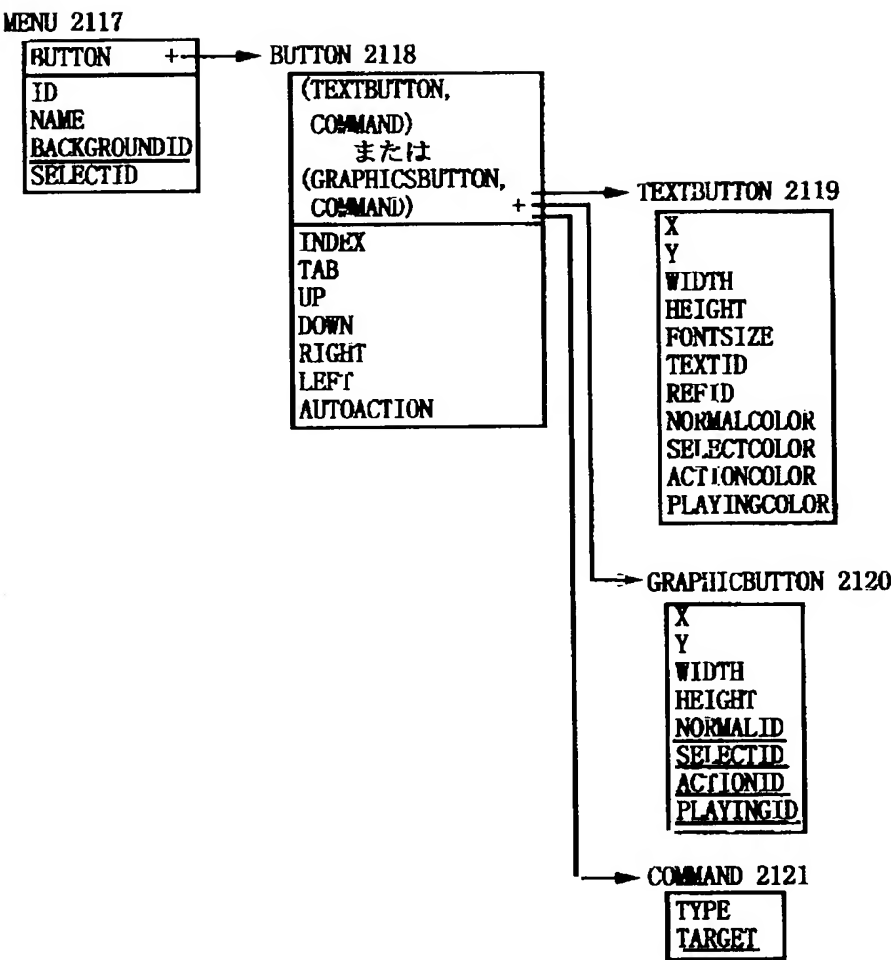 MENU 2117
BUTTON +
ID
NAME
BACKGROUNDID
SELECTID
BUTTON 2118
(TEXTBUTTON,
COMMAND)
または
(GRAPHICSBUTTON,
COMMAND) +
INDEX
TAB
UP
DOWN
RIGHT
LEFT
AUTOACTION
TEXTBUTTON 2119
X
Y
WIDTH
HEIGHT
FONTSIZE
TEXTID
REFID
NORMALCOLOR
SELECTCOLOR
ACTIONCOLOR
PLAYINGCOLOR
GRAPHICBUTTON 2120
X
Y
WIDTH
HEIGHT
NORMALID
SELECTID
ACTIONID
PLAYINGID
COMMAND 2121
TYPE
TARGET